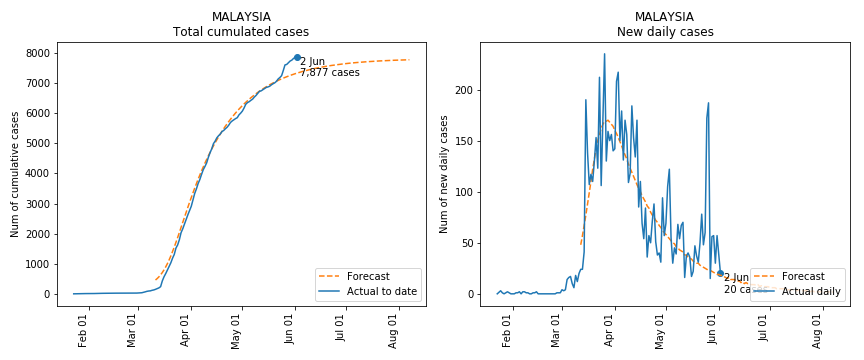 MALAYSIA
Total cumulated cases
Num of cumulative cases
8000
7000
6000
5000
4000
3000
2000
1000
0
2 Jun
7,877 cases
Forecast
Actual to date
Feb 01
Mar 01
Apr 01
May 01
Jun 01
Jul 01
Aug 01
MALAYSIA
New daily cases
Num of new daily cases
200
150
100
50
0
2 Jun
20 cases
Forecast
Actual daily
Feb 01
Mar 01
Apr 01
May 01
Jun 01
Jul 01
Aug 01